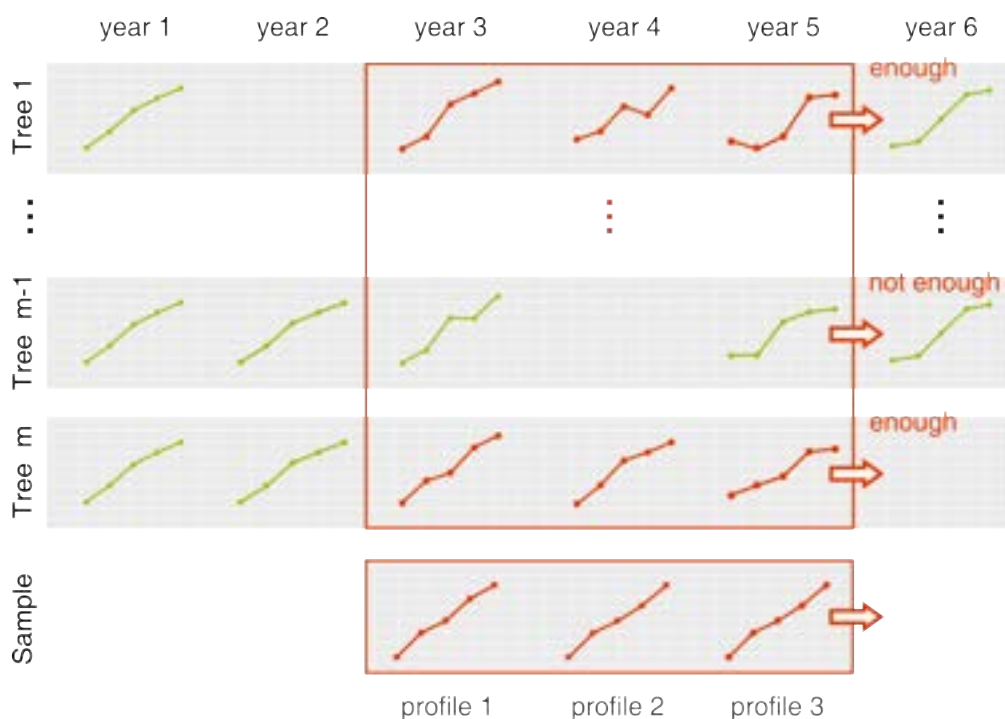 year 1 year 2 year 3 year 4 year 5 year 6
Tree 1
enough
Tree m-1
not enough
Tree m
enough
Sample
profile 1 profile 2 profile 3